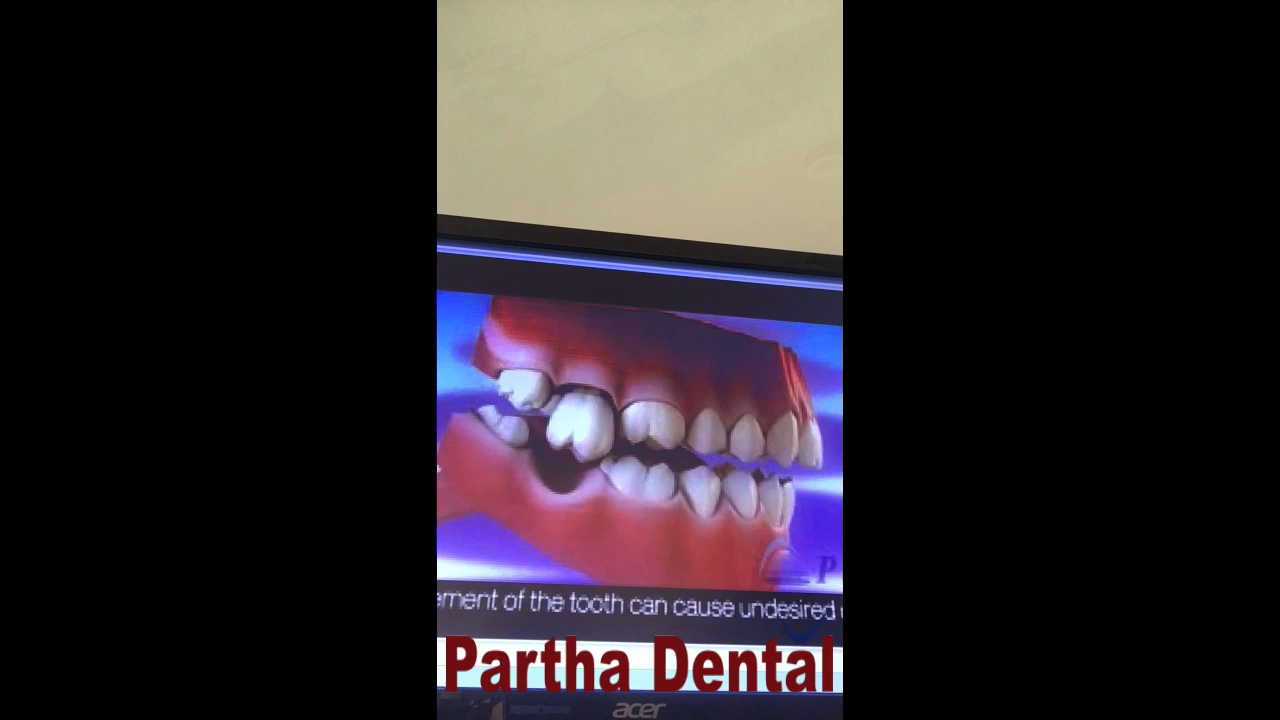 P
ement of the tooth can cause undesired
Partha Dental
acer